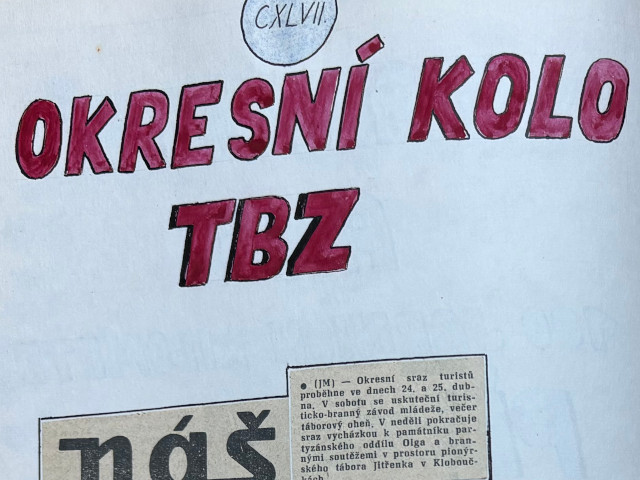 CXLVII.
OKRESNÍ KOLO
TBZ
náš
● (JM) — Okresní sraz turistů
proběhne ve dnech 24. a 25. dub-
na. V sobotu se uskuteční turis-
ticko-branný závod mládeže, večer
táborový oheň. V neděli pokračuje
sraz vycházkou k památníku par-
tyzánského oddílu Olga a bran-
nými soutěžemi v prostoru pionýr-
ského tábora Jitřenka v Klobouč-
kách.